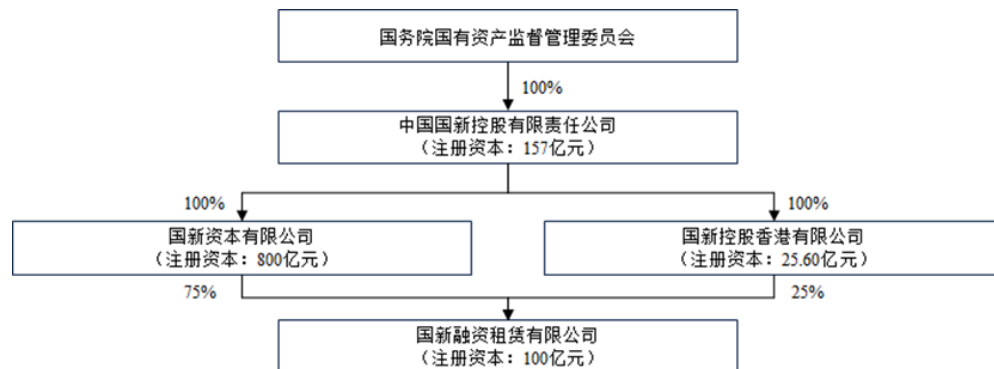 国务院国有资产监督管理委员会
100%
中国国新控股有限责任公司
（注册资本：157亿元）
100%
100%
国新资本有限公司
（注册资本：800亿元）
国新控股香港有限公司
（注册资本：25.60亿元）
75%
25%
国新融资租赁有限公司
（注册资本：100亿元）